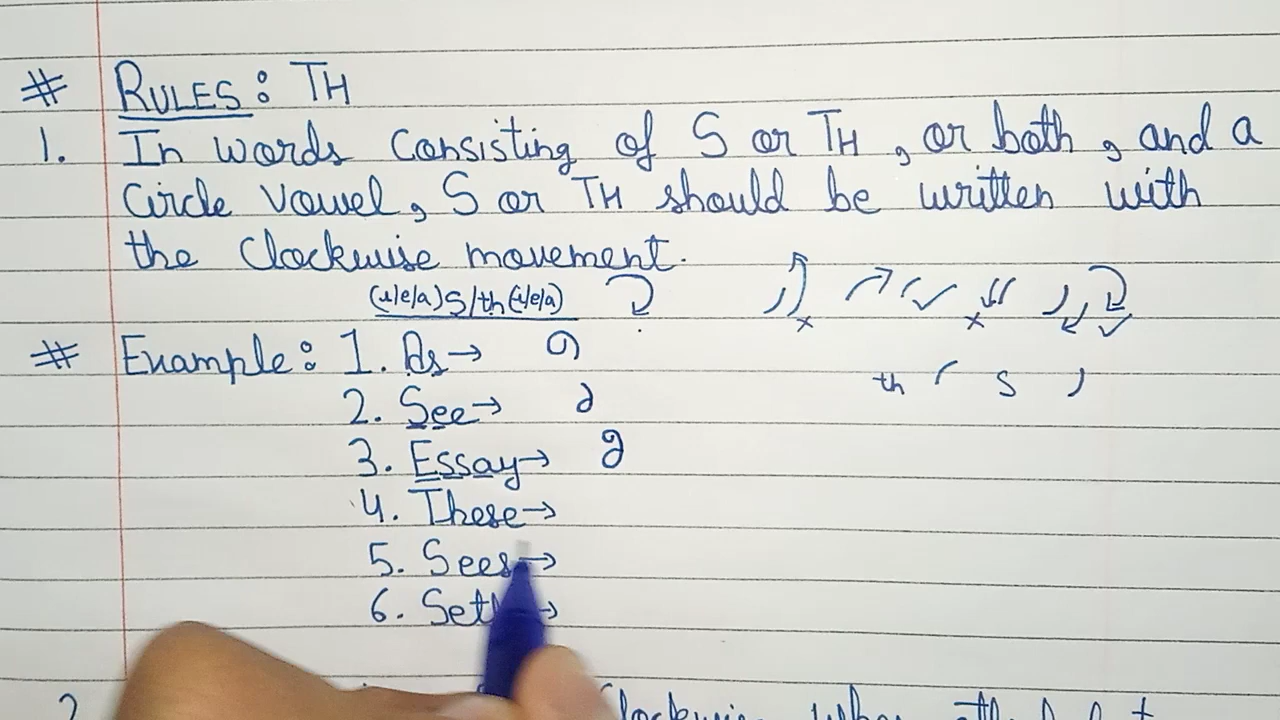 # RULES: TH
1. In words consisting of S or TH, or both, and a
Circle vowel, S or TH should be written with
the clockwise movement.
(i/e/a) S/th (i/e/a)
# Example: 1. As→
th S
2. See→
3. Essay→
4. These→
5. Sees→
6. →
2